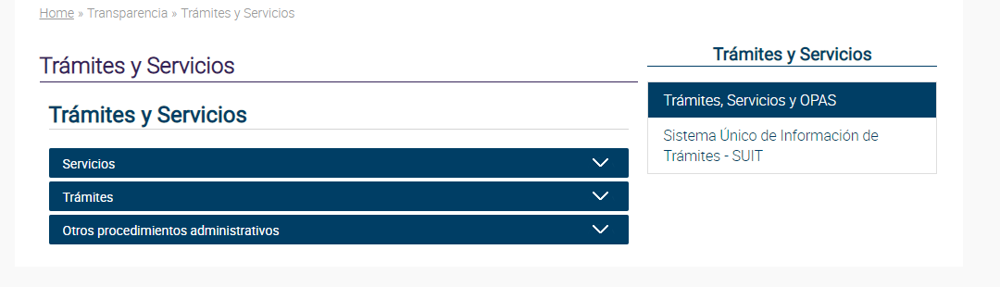 Home » Transparencia » Trámites y Servicios
Trámites y Servicios
Trámites y Servicios
Servicios
Trámites
Otros procedimientos administrativos
Trámites y Servicios
Trámites, Servicios y OPAS
Sistema Único de Información de
Trámites - SUIT